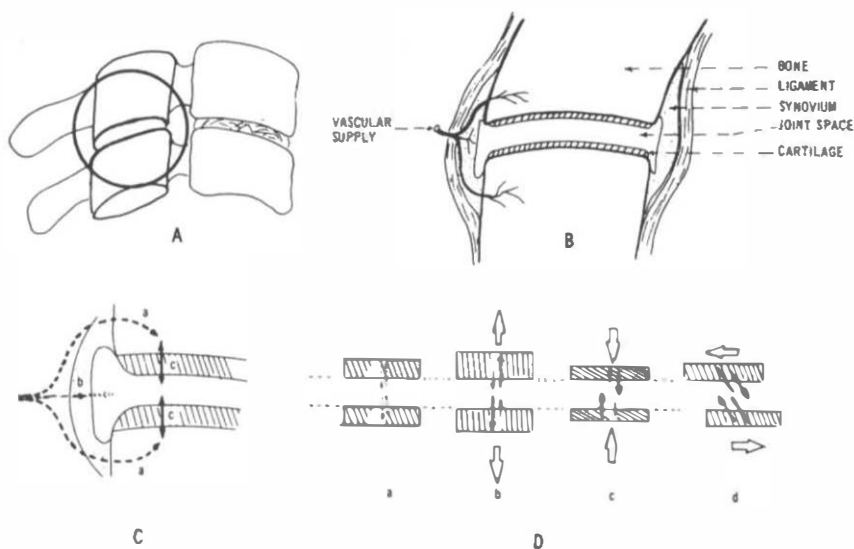 A
VASCULAR
SUPPLY
BONE
LIGAMENT
SYNOVIUM
JOINT SPACE
CARTILAGE
B
a
b
c
c
a
C
a
b
c
d
D